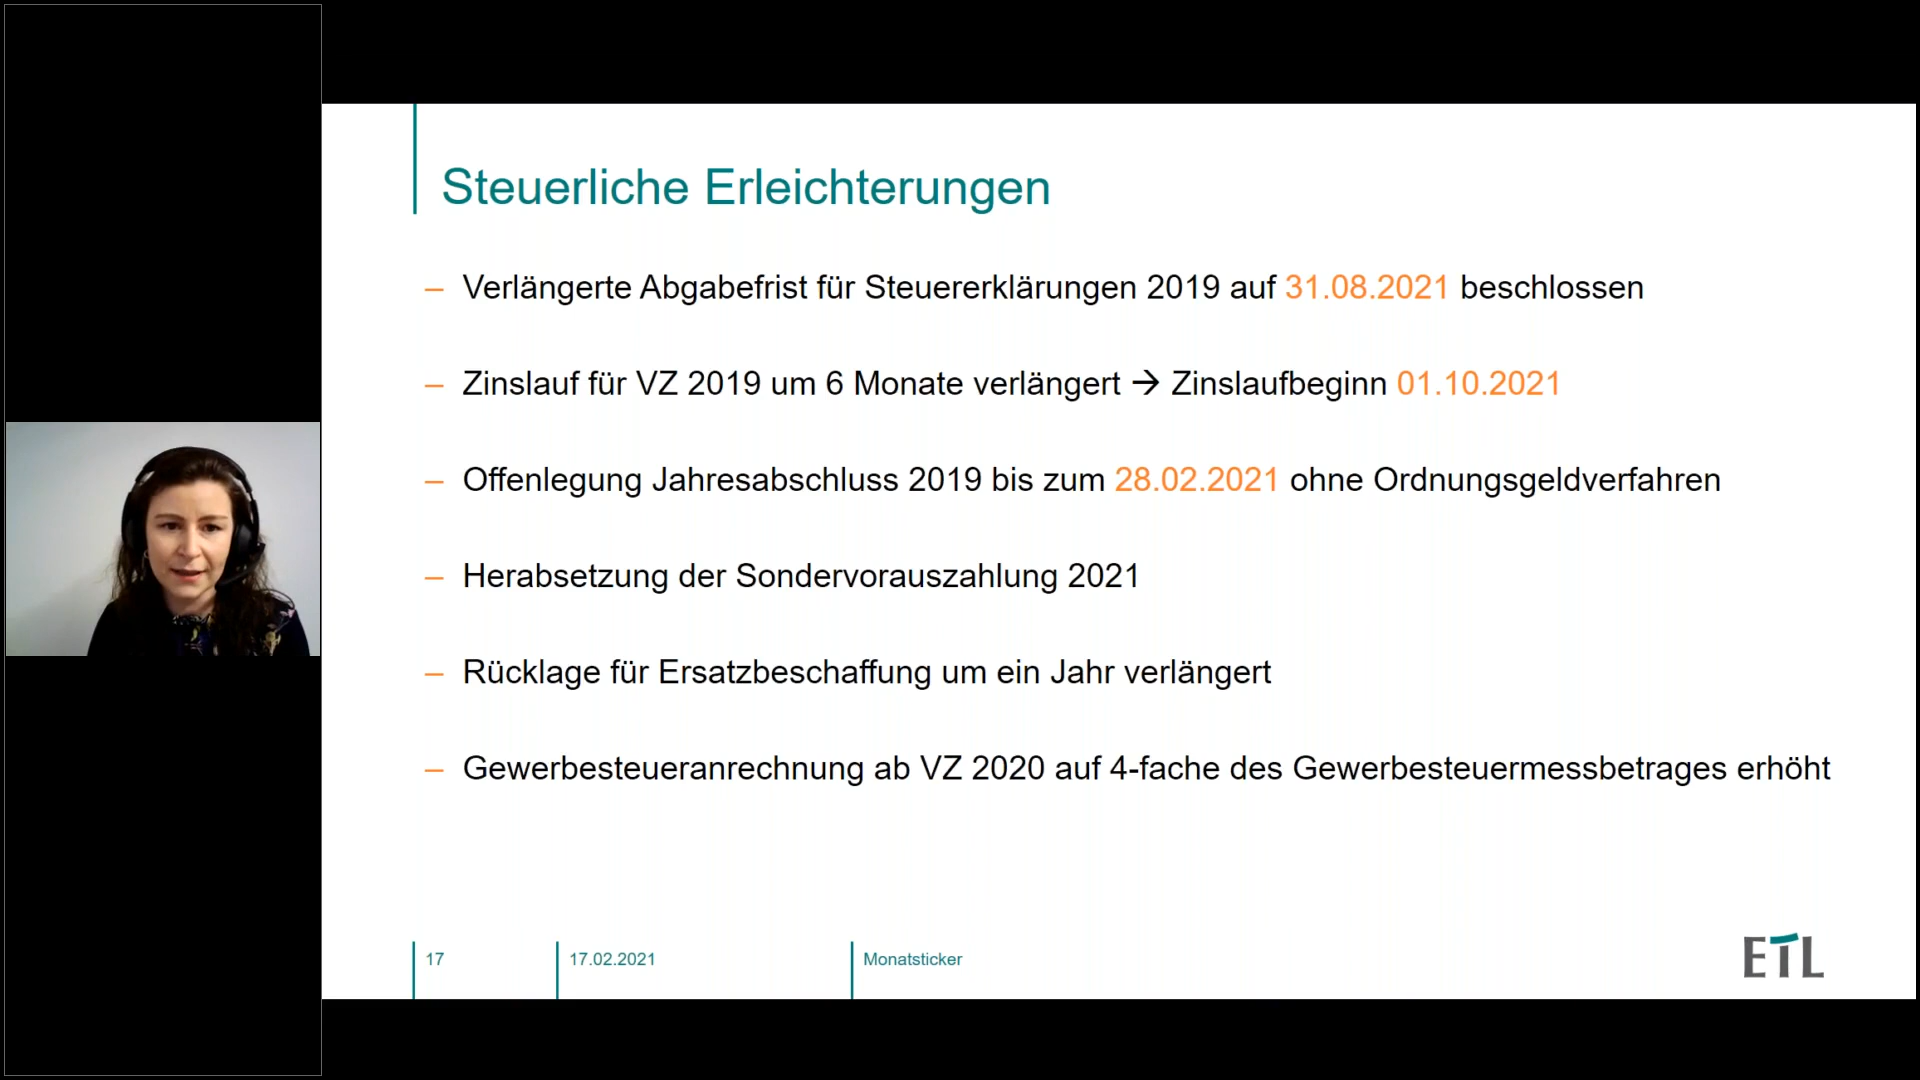 Steuerliche Erleichterungen
– Verlängerte Abgabefrist für Steuererklärungen 2019 auf 31.08.2021 beschlossen
– Zinslauf für VZ 2019 um 6 Monate verlängert → Zinslaufbeginn 01.10.2021
– Offenlegung Jahresabschluss 2019 bis zum 28.02.2021 ohne Ordnungsgeldverfahren
– Herabsetzung der Sondervorauszahlung 2021
– Rücklage für Ersatzbeschaffung um ein Jahr verlängert
– Gewerbesteueranrechnung ab VZ 2020 auf 4-fache des Gewerbesteuermessbetrages erhöht
17 17.02.2021 Monatsticker
ETL